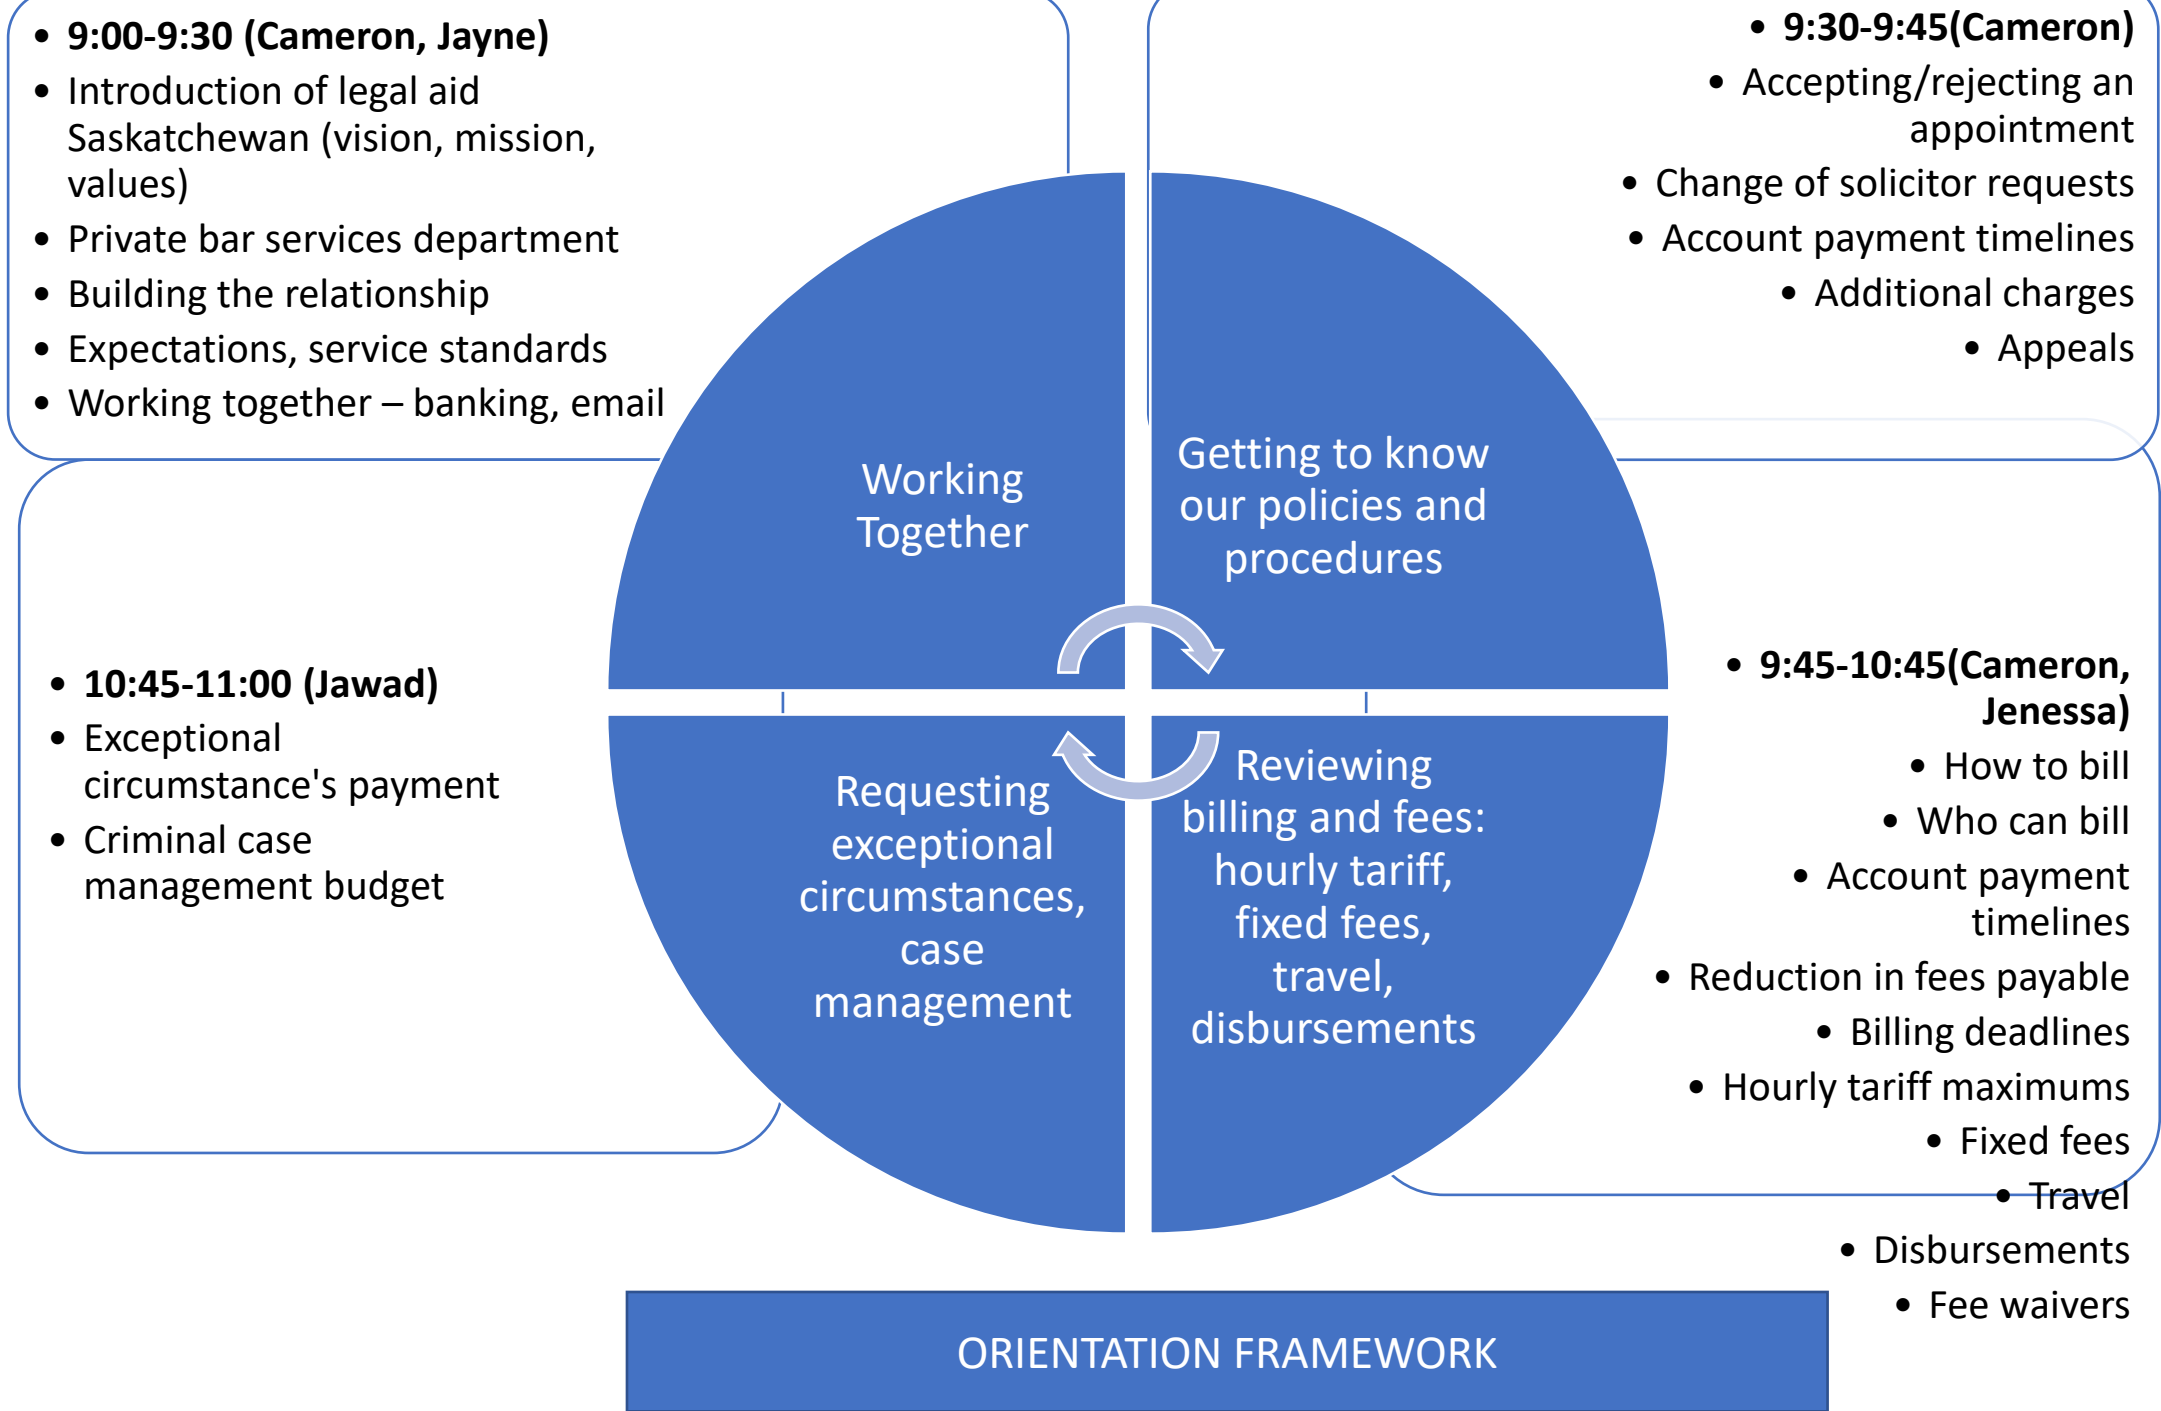 • 9:00-9:30 (Cameron, Jayne)
• Introduction of legal aid
Saskatchewan (vision, mission,
values)
• Private bar services department
• Building the relationship
• Expectations, service standards
• Working together – banking, email
• 9:30-9:45(Cameron)
• Accepting/rejecting an
appointment
• Change of solicitor requests
• Account payment timelines
• Additional charges
• Appeals
Working
Together
Getting to know
our policies and
procedures
• 10:45-11:00 (Jawad)
• Exceptional
circumstance's payment
• Criminal case
management budget
Requesting
exceptional
circumstances,
case
management
Reviewing
billing and fees:
hourly tariff,
fixed fees,
travel,
disbursements
• 9:45-10:45(Cameron,
Jenessa)
• How to bill
• Who can bill
• Account payment
timelines
• Reduction in fees payable
• Billing deadlines
• Hourly tariff maximums
• Fixed fees
• Travel
• Disbursements
• Fee waivers
ORIENTATION FRAMEWORK